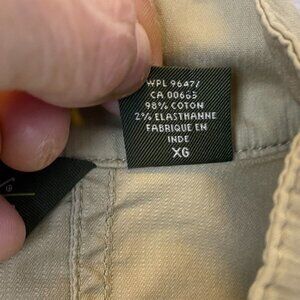 WPL 9647/
CA 00665
98% COTON
2% ELASTHANNE
FABRIQUE EN
INDE
XG